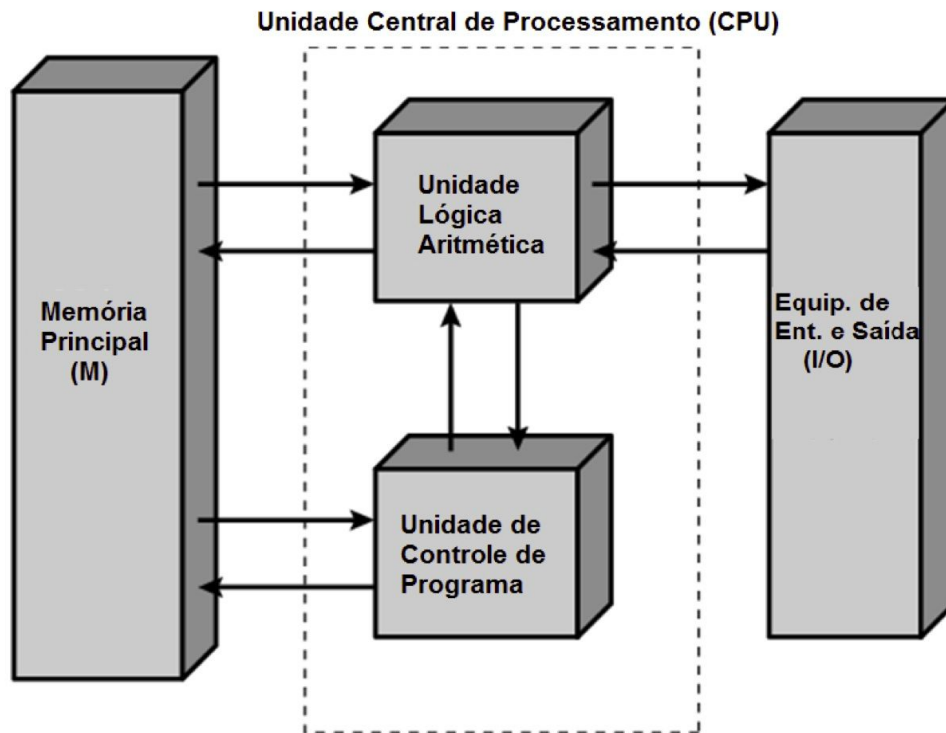 Unidade Central de Processamento (CPU)
Memória
Principal
(M)
Unidade
Lógica
Aritmética
Unidade de
Controle de
Programa
Equip. de
Ent. e Saída
(I/O)